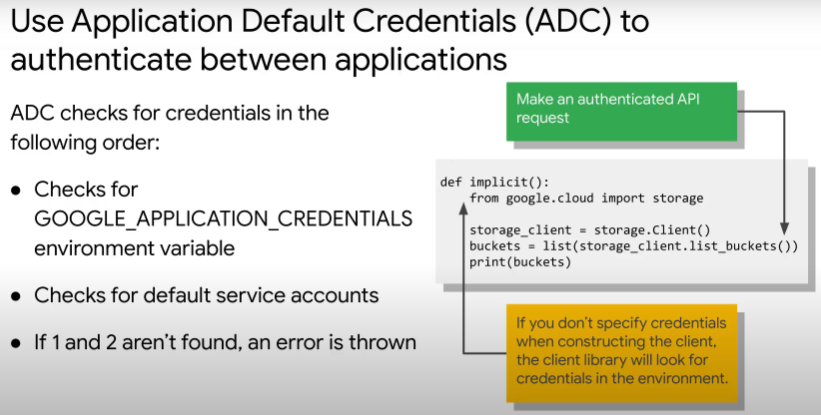 Use Application Default Credentials (ADC) to
authenticate between applications
ADC checks for credentials in the
following order:
• Checks for
GOOGLE_APPLICATION_CREDENTIALS
environment variable
• Checks for default service accounts
• If 1 and 2 aren't found, an error is thrown
Make an authenticated API
request
def implicit():
    from google.cloud import storage
    storage_client = storage.Client()
    buckets = list(storage_client.list_buckets())
    print(buckets)
If you don't specify credentials
when constructing the client,
the client library will look for
credentials in the environment.